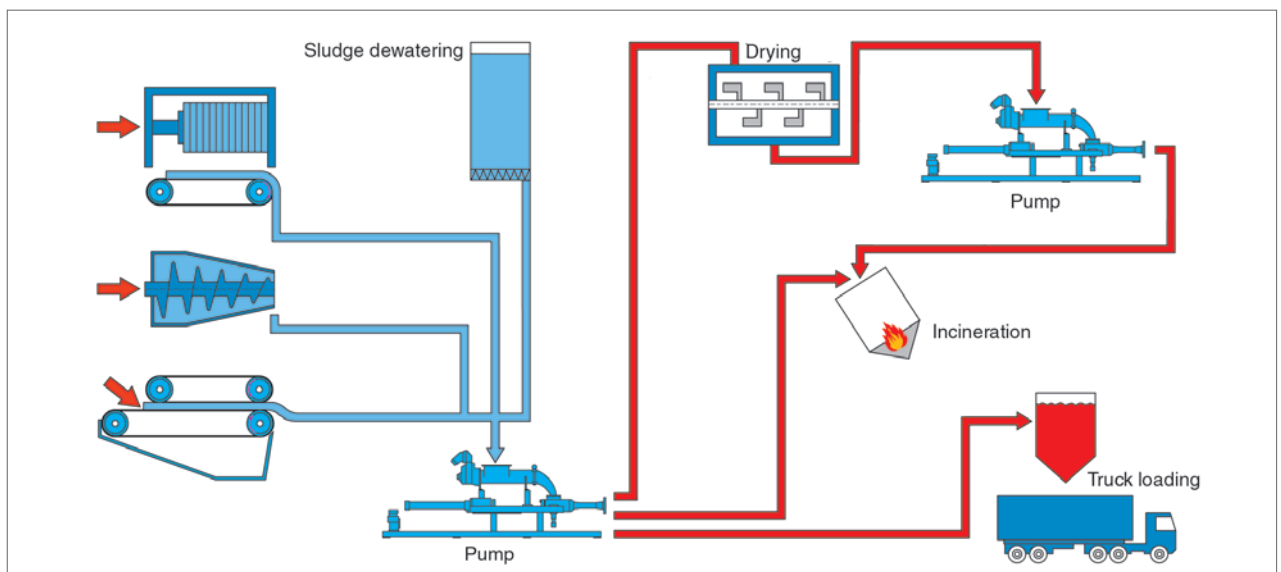 Sludge dewatering
Drying
Pump
Incineration
Truck loading
Pump